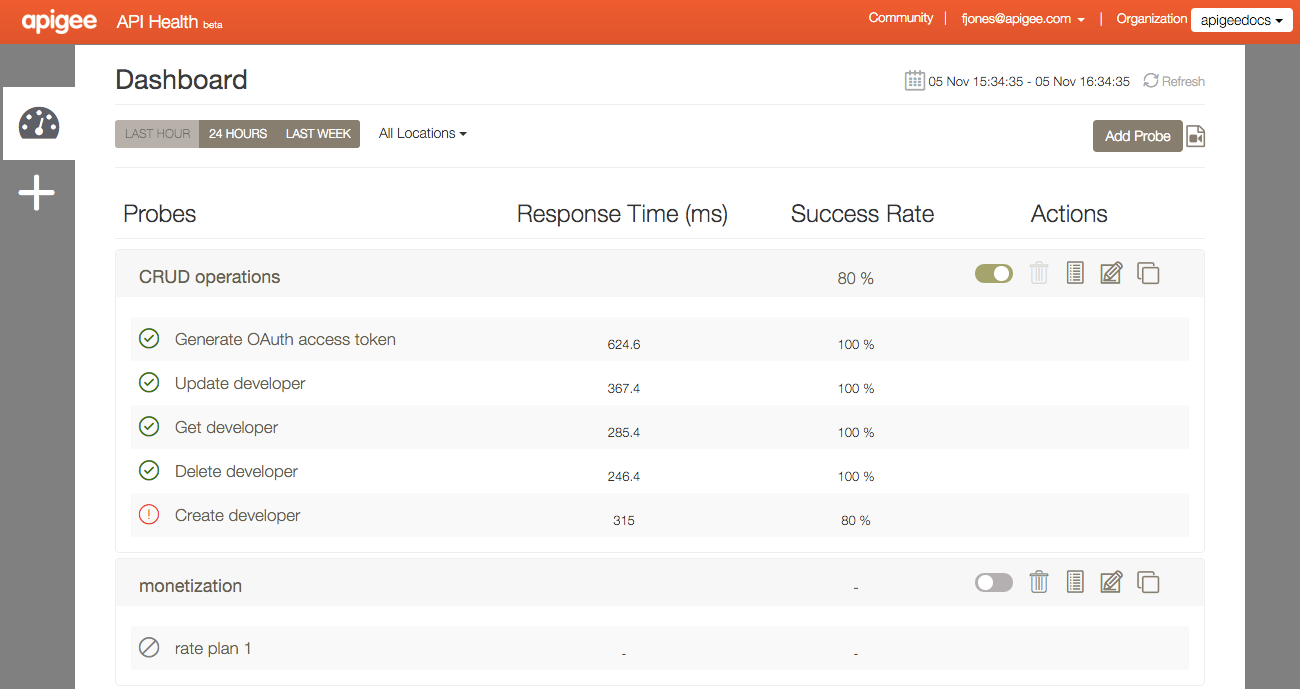 apigee API Health beta Community | fjones@apigee.com | Organization apigeedocs
Dashboard 05 Nov 15:34:35 - 05 Nov 16:34:35 Refresh
LAST HOUR 24 HOURS LAST WEEK All Locations Add Probe
Probes Response Time (ms) Success Rate Actions
CRUD operations 80 %
Generate OAuth access token 624.6 100 %
Update developer 367.4 100 %
Get developer 285.4 100 %
Delete developer 246.4 100 %
Create developer 315 80 %
monetization -
rate plan 1 - -